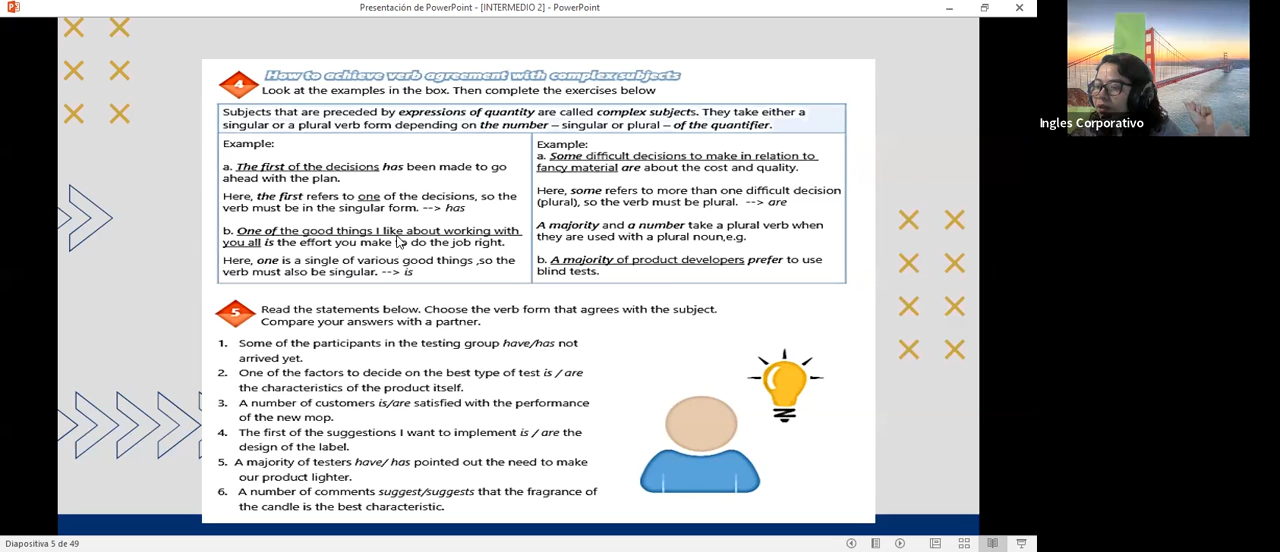 Presentación de PowerPoint - [INTERMEDIO 2] - PowerPoint
4
How to achieve verb agreement with complex subjects
Look at the examples in the box. Then complete the exercises below
Subjects that are preceded by expressions of quantity are called complex subjects. They take either a
singular or a plural verb form depending on the number – singular or plural – of the quantifier.
Example:
a. The first of the decisions has been made to go
ahead with the plan.
Here, the first refers to one of the decisions, so the
verb must be in the singular form. --> has
b. One of the good things I like about working with
you all is the effort you make to do the job right.
Here, one is a single of various good things ,so the
verb must also be singular. --> is
Example:
a. Some difficult decisions to make in relation to
fancy material are about the cost and quality.
Here, some refers to more than one difficult decision
(plural), so the verb must be plural. --> are
A majority and a number take a plural verb when
they are used with a plural noun,e.g.
b. A majority of product developers prefer to use
blind tests.
5
Read the statements below. Choose the verb form that agrees with the subject.
Compare your answers with a partner.
1. Some of the participants in the testing group have/has not
arrived yet.
2. One of the factors to decide on the best type of test is / are
the characteristics of the product itself.
3. A number of customers is/are satisfied with the performance
of the new mop.
4. The first of the suggestions I want to implement is / are the
design of the label.
5. A majority of testers have/ has pointed out the need to make
our product lighter.
6. A number of comments suggest/suggests that the fragrance of
the candle is the best characteristic.
Diapositiva 5 de 49
Ingles Corporativo